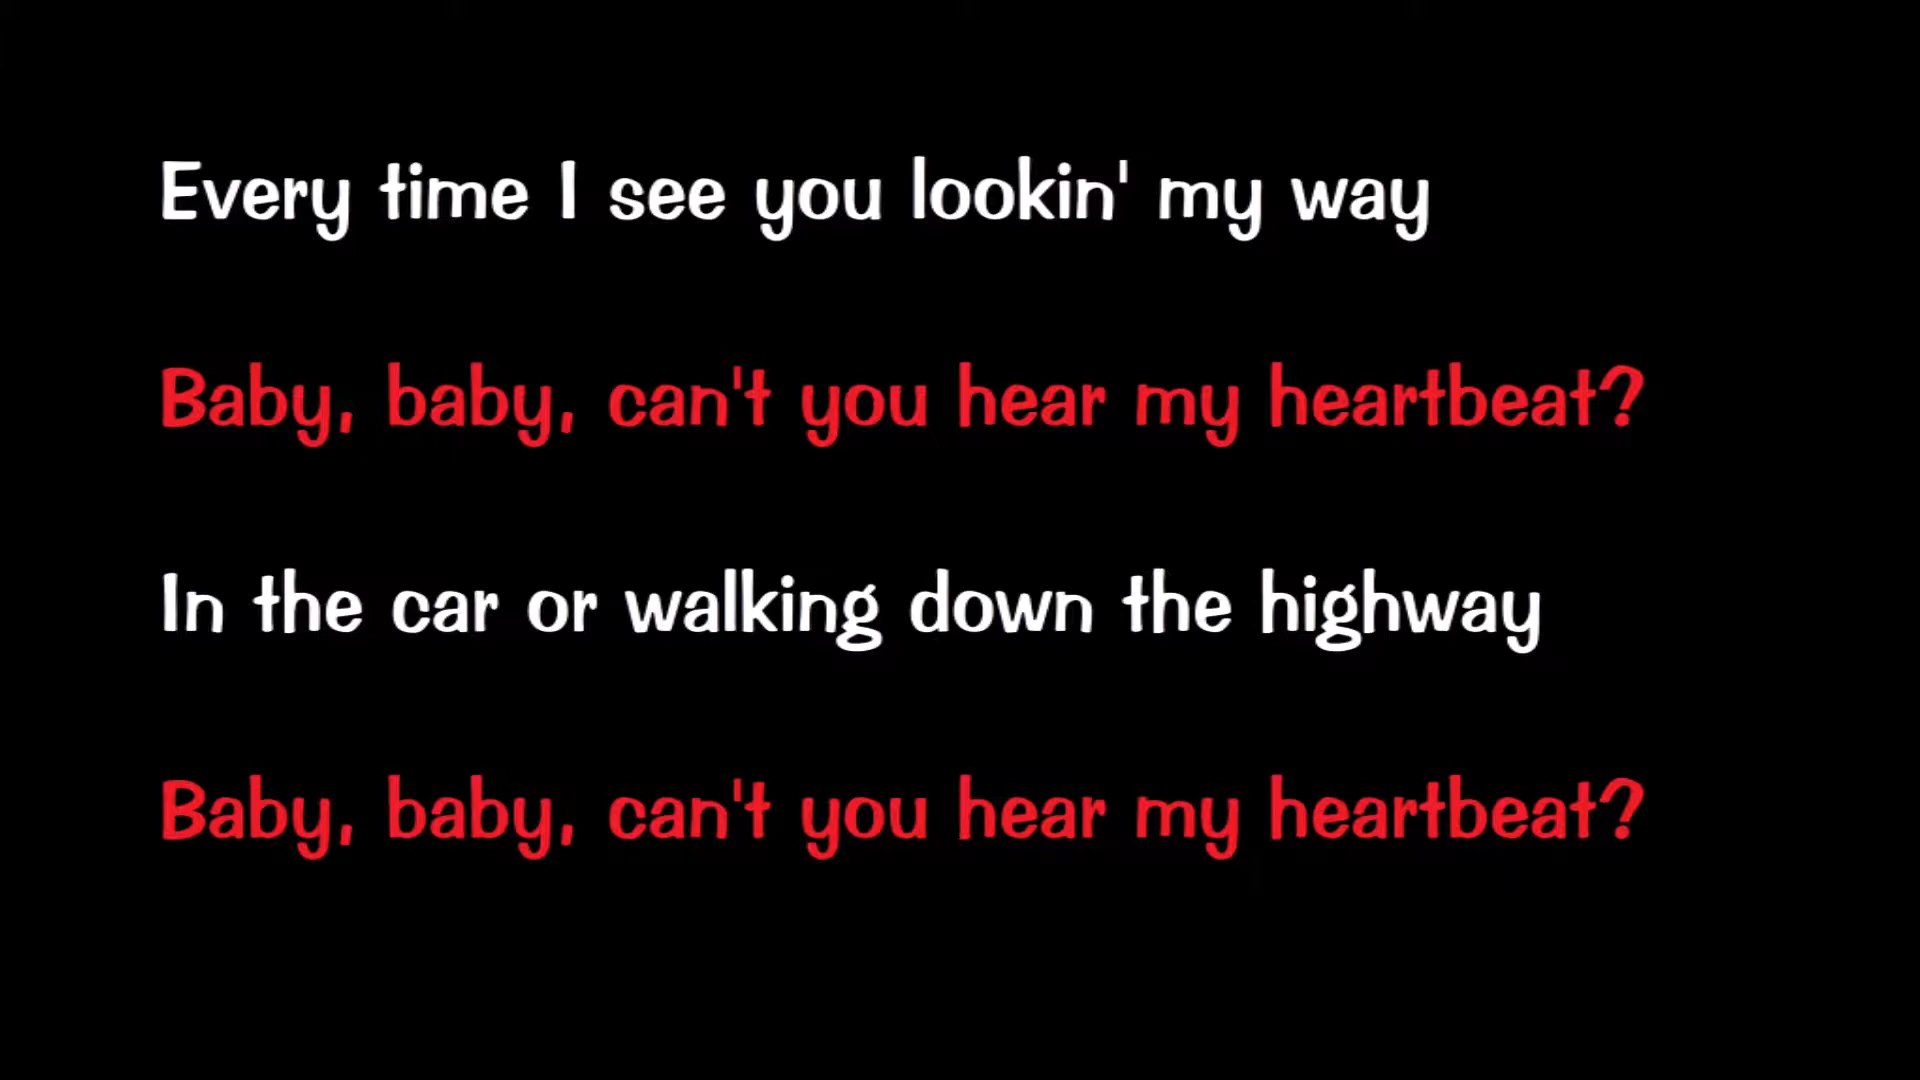 Every time I see you lookin' my way
Baby, baby, can't you hear my heartbeat?
In the car or walking down the highway
Baby, baby, can't you hear my heartbeat?